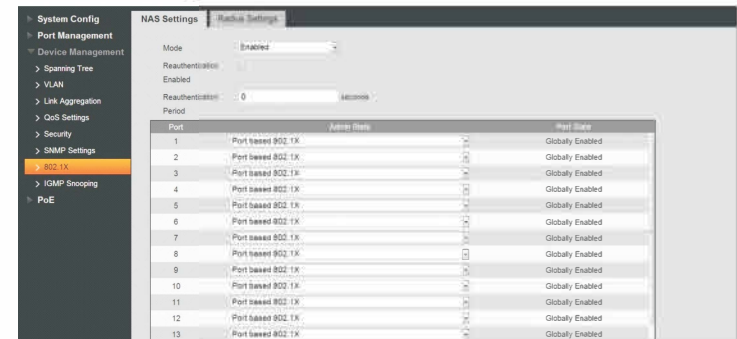 System Config
Port Management
Device Management
Spanning Tree
VLAN
Link Aggregation
QoS Settings
Security
SNMP Settings
802.1X
IGMP Snooping
PoE
NAS Settings Radius Settings
Mode Enabled
Reauthentication
Enabled
Reauthentication 0 seconds
Period
Port Admin State Port State
1 Port based 802.1X Globally Enabled
2 Port based 802.1X Globally Enabled
3 Port based 802.1X Globally Enabled
4 Port based 802.1X Globally Enabled
5 Port based 802.1X Globally Enabled
6 Port based 802.1X Globally Enabled
7 Port based 802.1X Globally Enabled
8 Port based 802.1X Globally Enabled
9 Port based 802.1X Globally Enabled
10 Port based 802.1X Globally Enabled
11 Port based 802.1X Globally Enabled
12 Port based 802.1X Globally Enabled
13 Port based 802.1X Globally Enabled